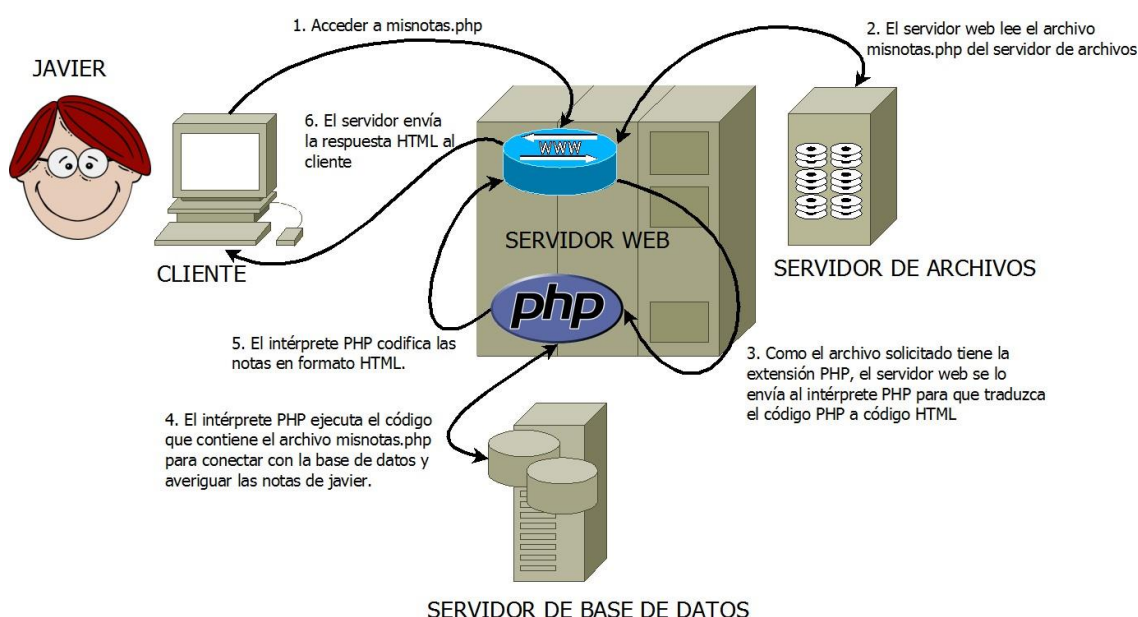 1. Acceder a misnotas.php
2. El servidor web lee el archivo
misnotas.php del servidor de archivos
JAVIER
6. El servidor envía
la respuesta HTML al
cliente
WWW
SERVIDOR WEB
CLIENTE
SERVIDOR DE ARCHIVOS
php
5. El intérprete PHP codifica las
notas en formato HTML.
3. Como el archivo solicitado tiene la
extensión PHP, el servidor web se lo
envía al intérprete PHP para que traduzca
el código PHP a código HTML
4. El intérprete PHP ejecuta el código
que contiene el archivo misnotas.php
para conectar con la base de datos y
averiguar las notas de javier.
SERVIDOR DE BASE DE DATOS